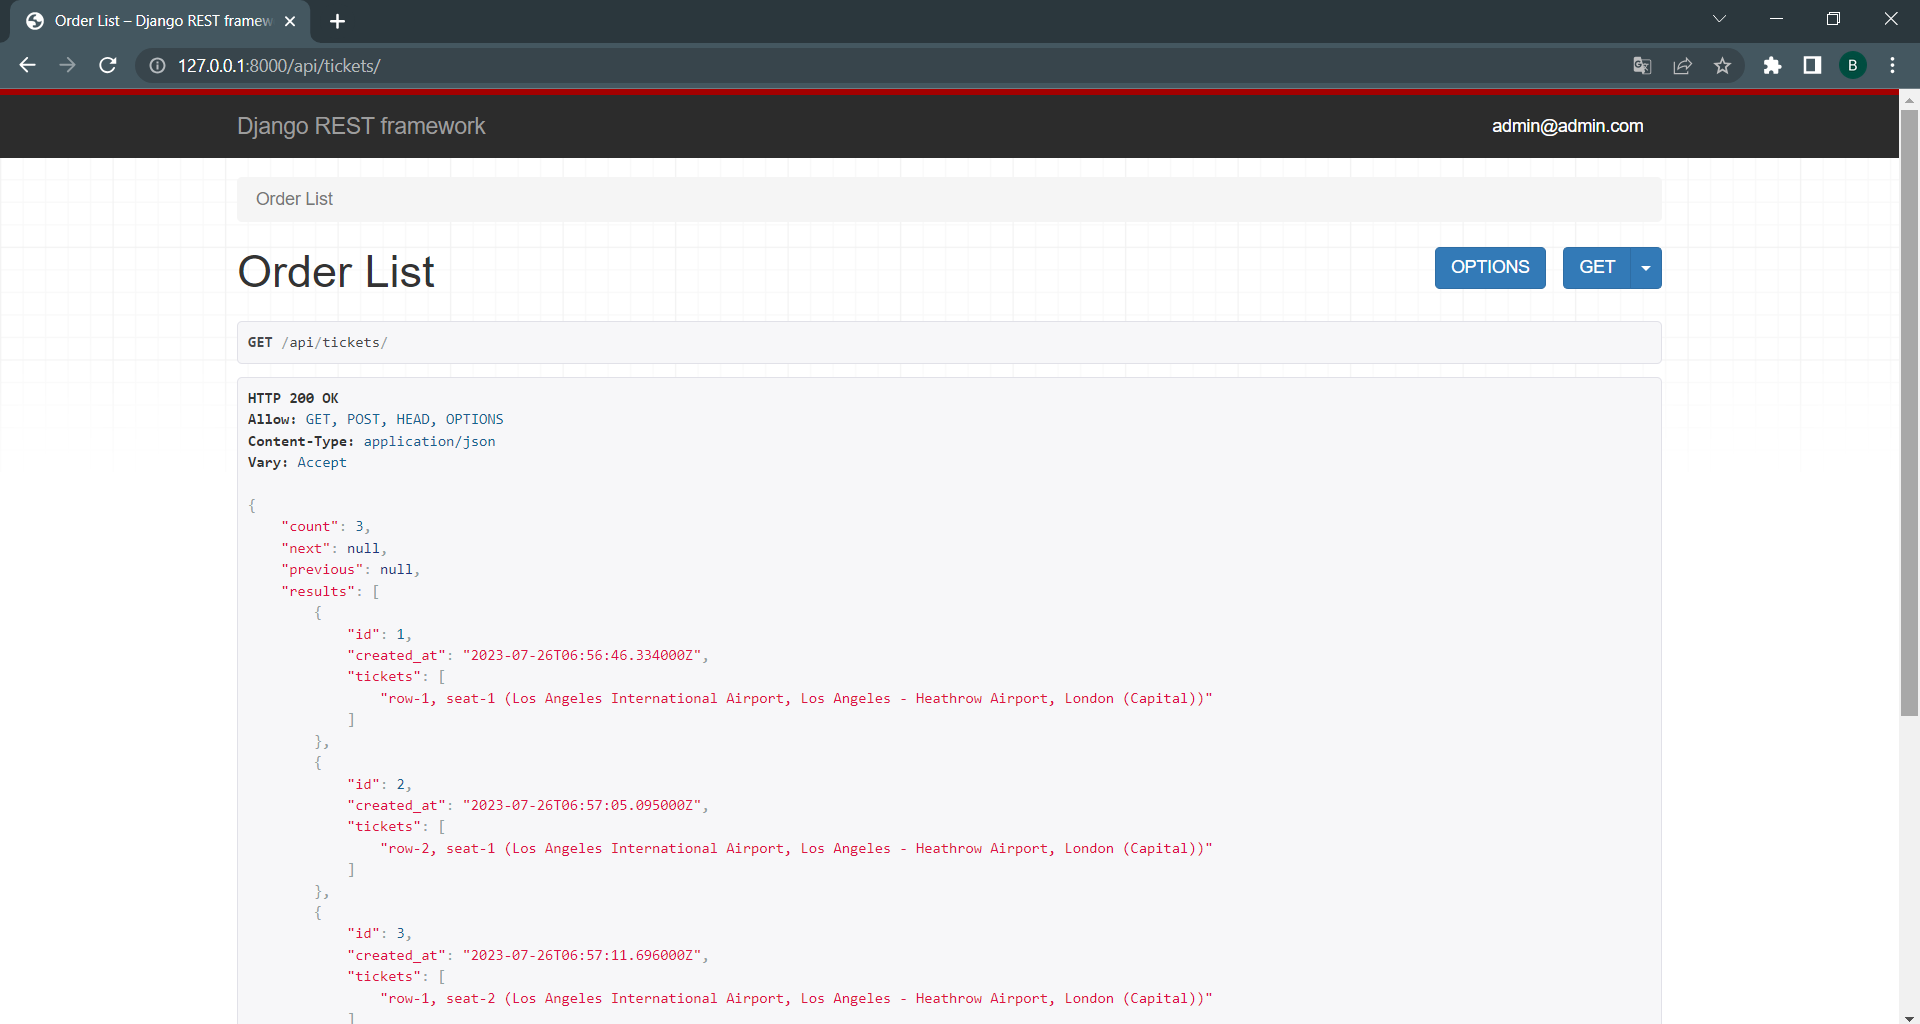 Order List – Django REST framew
127.0.0.1:8000/api/tickets/
B
Django REST framework
admin@admin.com
Order List
Order List
OPTIONS
GET
GET /api/tickets/
HTTP 200 OK
Allow: GET, POST, HEAD, OPTIONS
Content-Type: application/json
Vary: Accept
{
    "count": 3,
    "next": null,
    "previous": null,
    "results": [
        {
            "id": 1,
            "created_at": "2023-07-26T06:56:46.334000Z",
            "tickets": [
                "row-1, seat-1 (Los Angeles International Airport, Los Angeles - Heathrow Airport, London (Capital))"
            ]
        },
        {
            "id": 2,
            "created_at": "2023-07-26T06:57:05.095000Z",
            "tickets": [
                "row-2, seat-1 (Los Angeles International Airport, Los Angeles - Heathrow Airport, London (Capital))"
            ]
        },
        {
            "id": 3,
            "created_at": "2023-07-26T06:57:11.696000Z",
            "tickets": [
                "row-1, seat-2 (Los Angeles International Airport, Los Angeles - Heathrow Airport, London (Capital))"
            ]